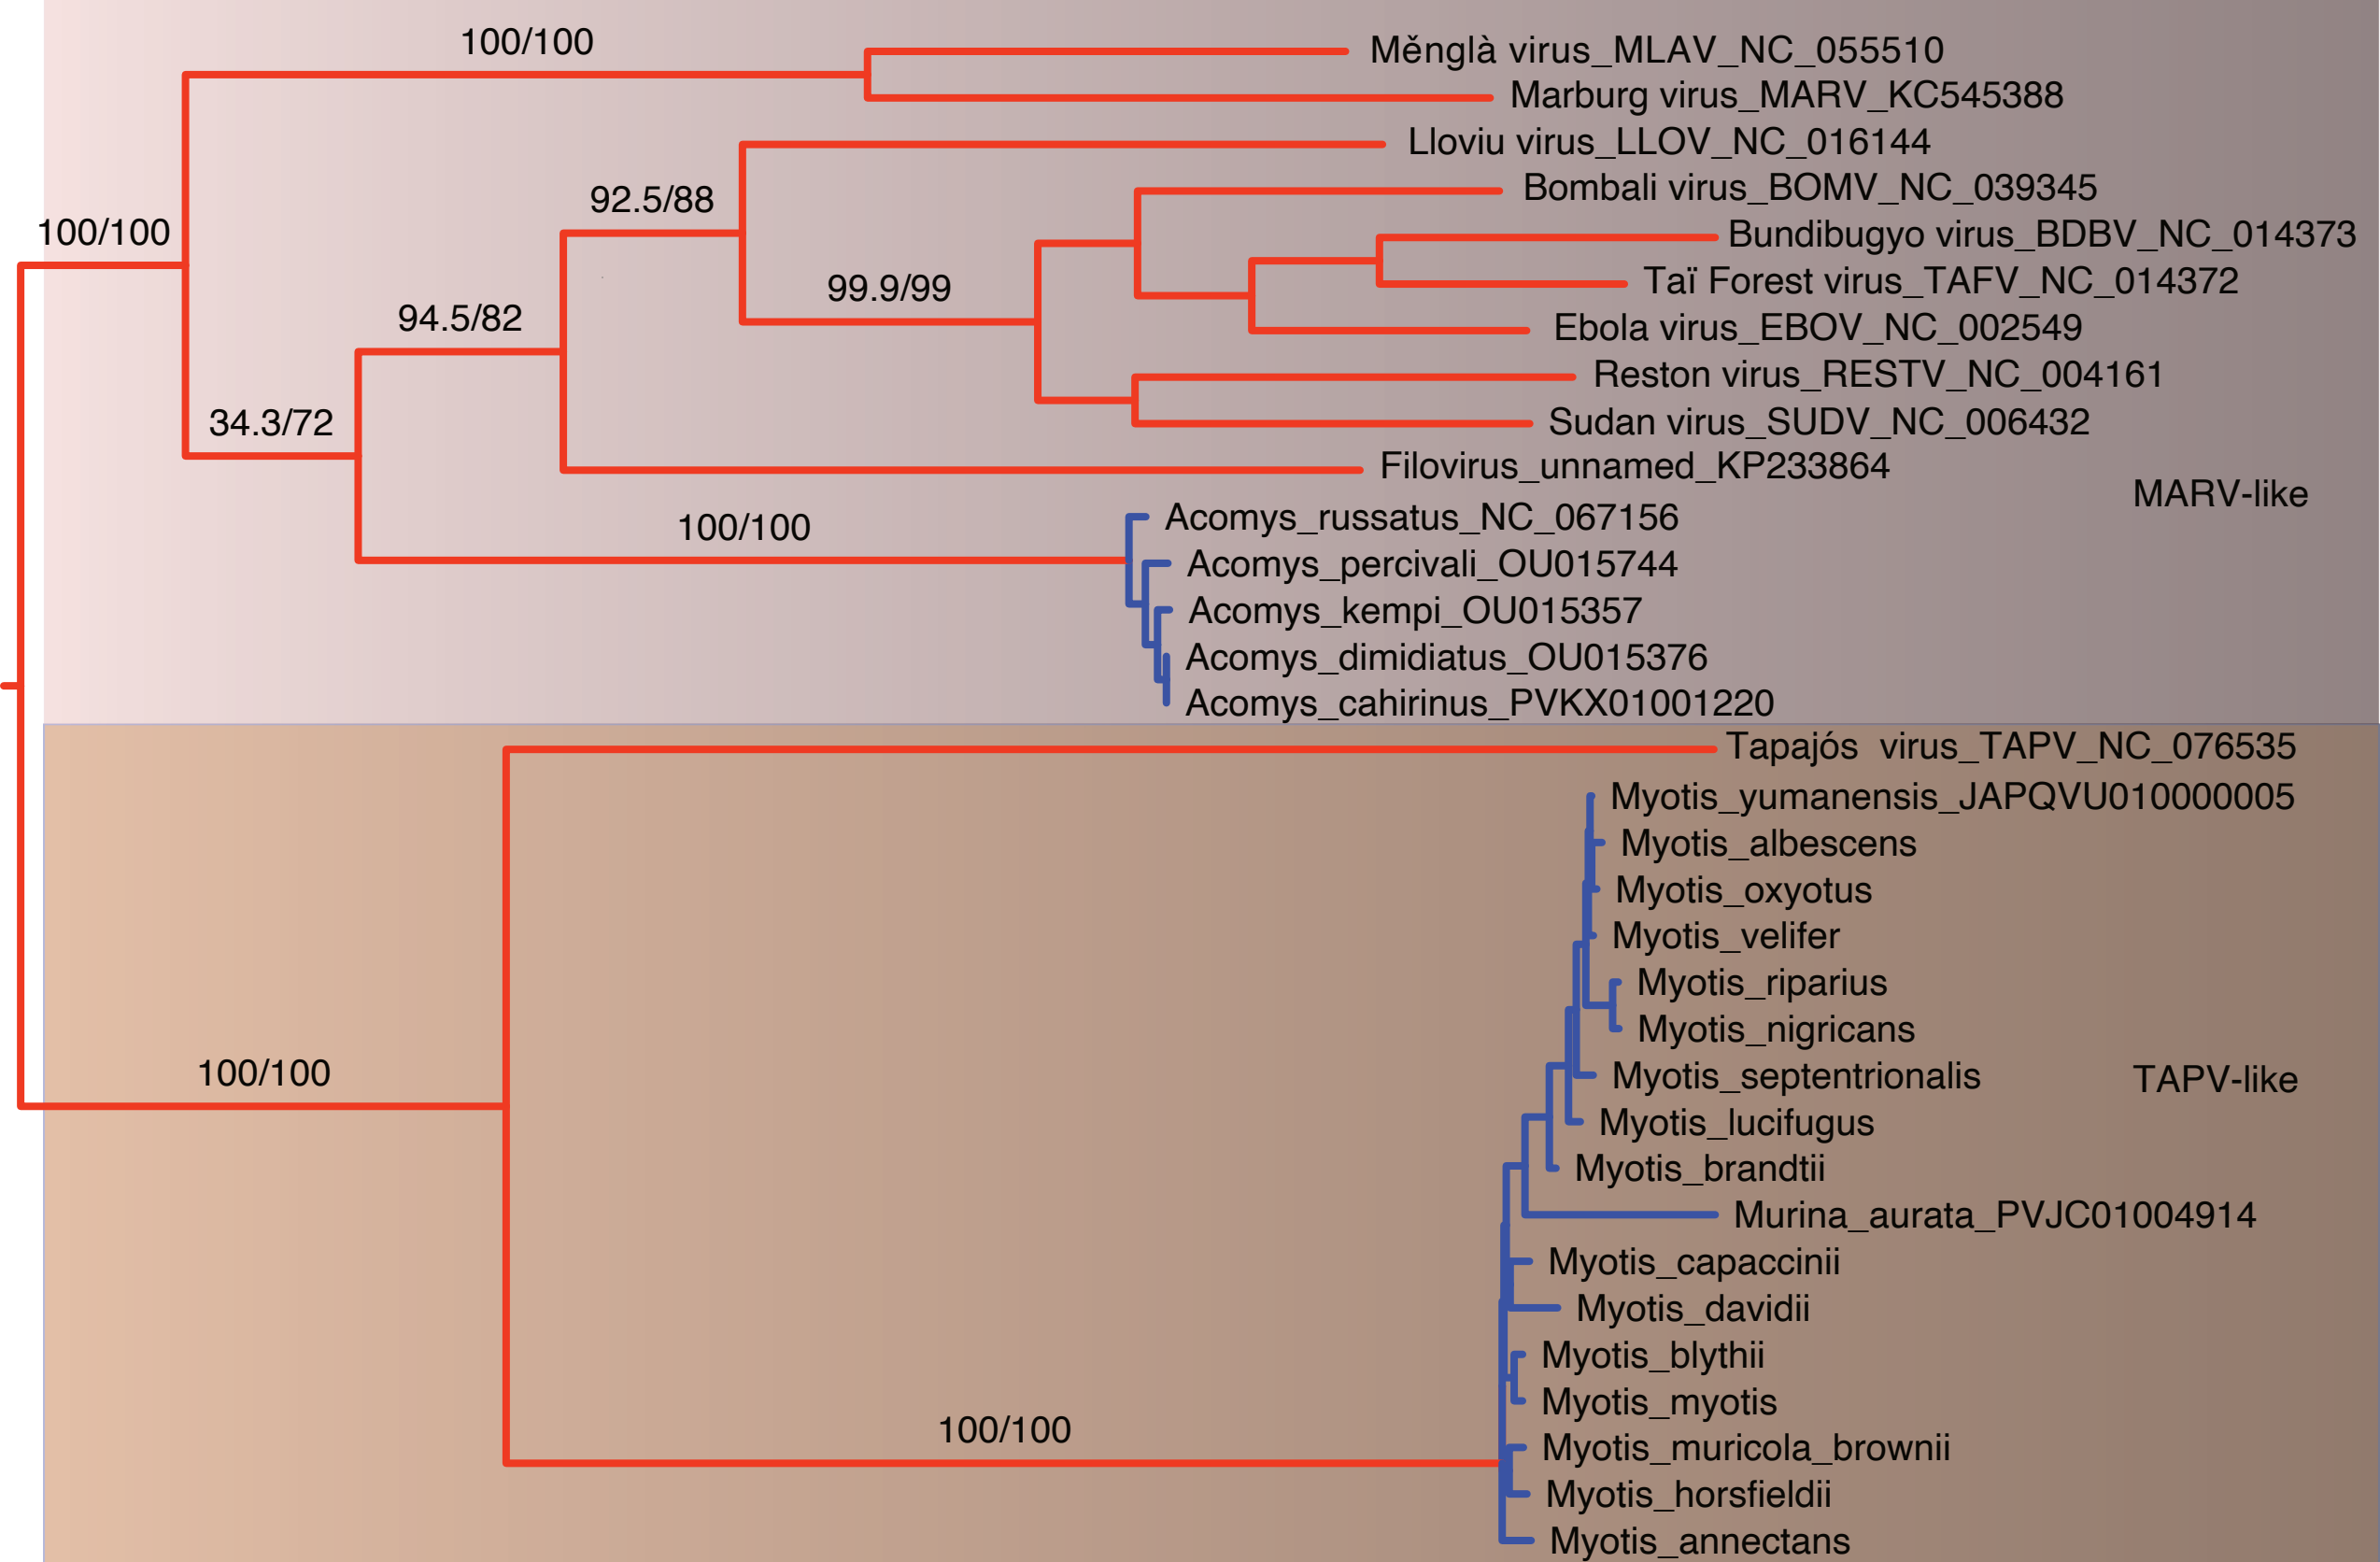 100/100
Měnglà virus_MLAV_NC_055510
Marburg virus_MARV_KC545388
Lloviu virus_LLOV_NC_016144
92.5/88
Bombali virus_BOMV_NC_039345
100/100
Bundibugyo virus_BDBV_NC_014373
Taï Forest virus_TAFV_NC_014372
99.9/99
94.5/82
Ebola virus_EBOV_NC_002549
Reston virus_RESTV_NC_004161
34.3/72
Sudan virus_SUDV_NC_006432
Filovirus_unnamed_KP233864
MARV-like
100/100
Acomys_russatus_NC_067156
Acomys_percivali_OU015744
Acomys_kempi_OU015357
Acomys_dimidiatus_OU015376
Acomys_cahirinus_PVKX01001220
Tapajós virus_TAPV_NC_076535
Myotis_yumanensis_JAPQVU010000005
Myotis_albescens
Myotis_oxyotus
Myotis_velifer
Myotis_riparius
Myotis_nigricans
100/100
Myotis_septentrionalis
TAPV-like
Myotis_lucifugus
Myotis_brandtii
Murina_aurata_PVJC01004914
Myotis_capaccinii
Myotis_davidii
Myotis_blythii
Myotis_myotis
100/100
Myotis_muricola_brownii
Myotis_horsfieldii
Myotis_annectans